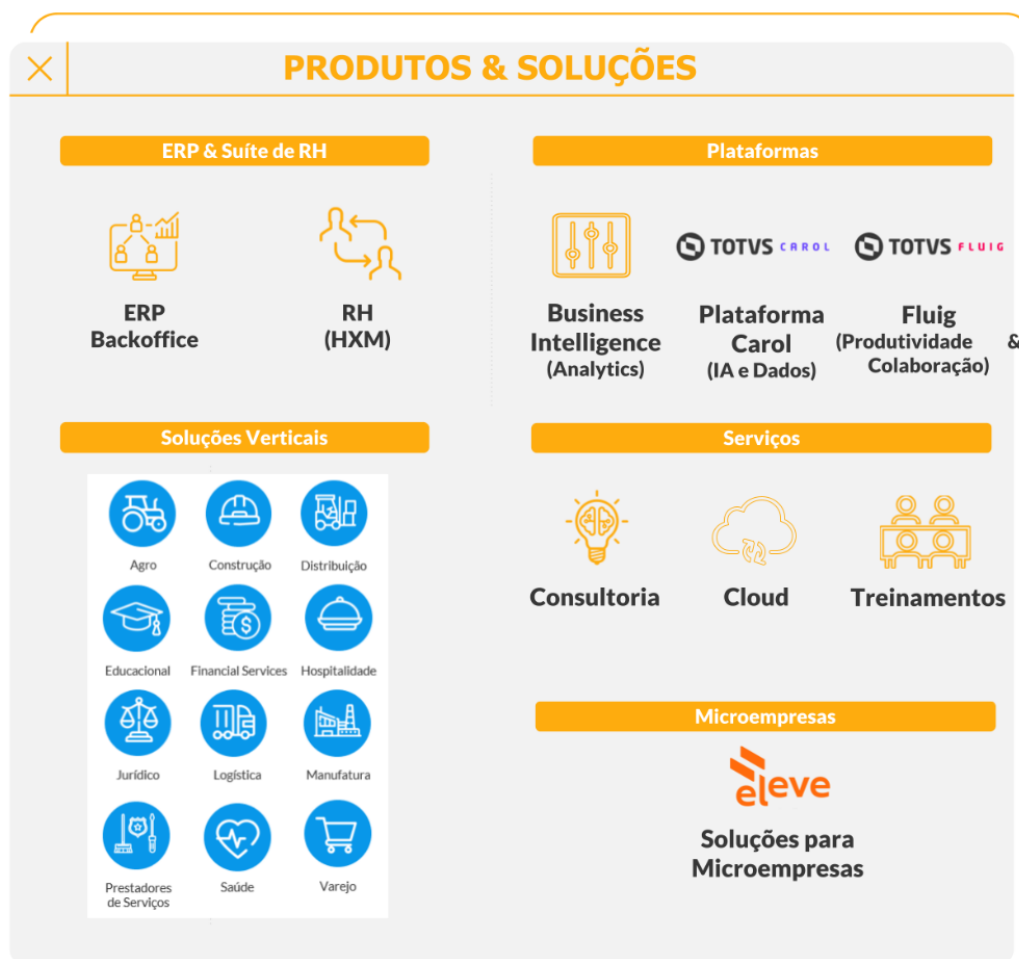 PRODUTOS & SOLUÇÕES
ERP & Suíte de RH
ERP
Backoffice
RH
(HXM)
Plataformas
Business
Intelligence
(Analytics)
TOTVS CAROL
Plataforma
Carol
(IA e Dados)
TOTVS FLUIG
Fluig
(Produtividade &
Colaboração)
Soluções Verticais
Agro
Construção
Distribuição
Educacional
Financial Services
Hospitalidade
Jurídico
Logística
Manufatura
Prestadores
de Serviços
Saúde
Varejo
Serviços
Consultoria
Cloud
Treinamentos
Microempresas
eleve
Soluções para
Microempresas